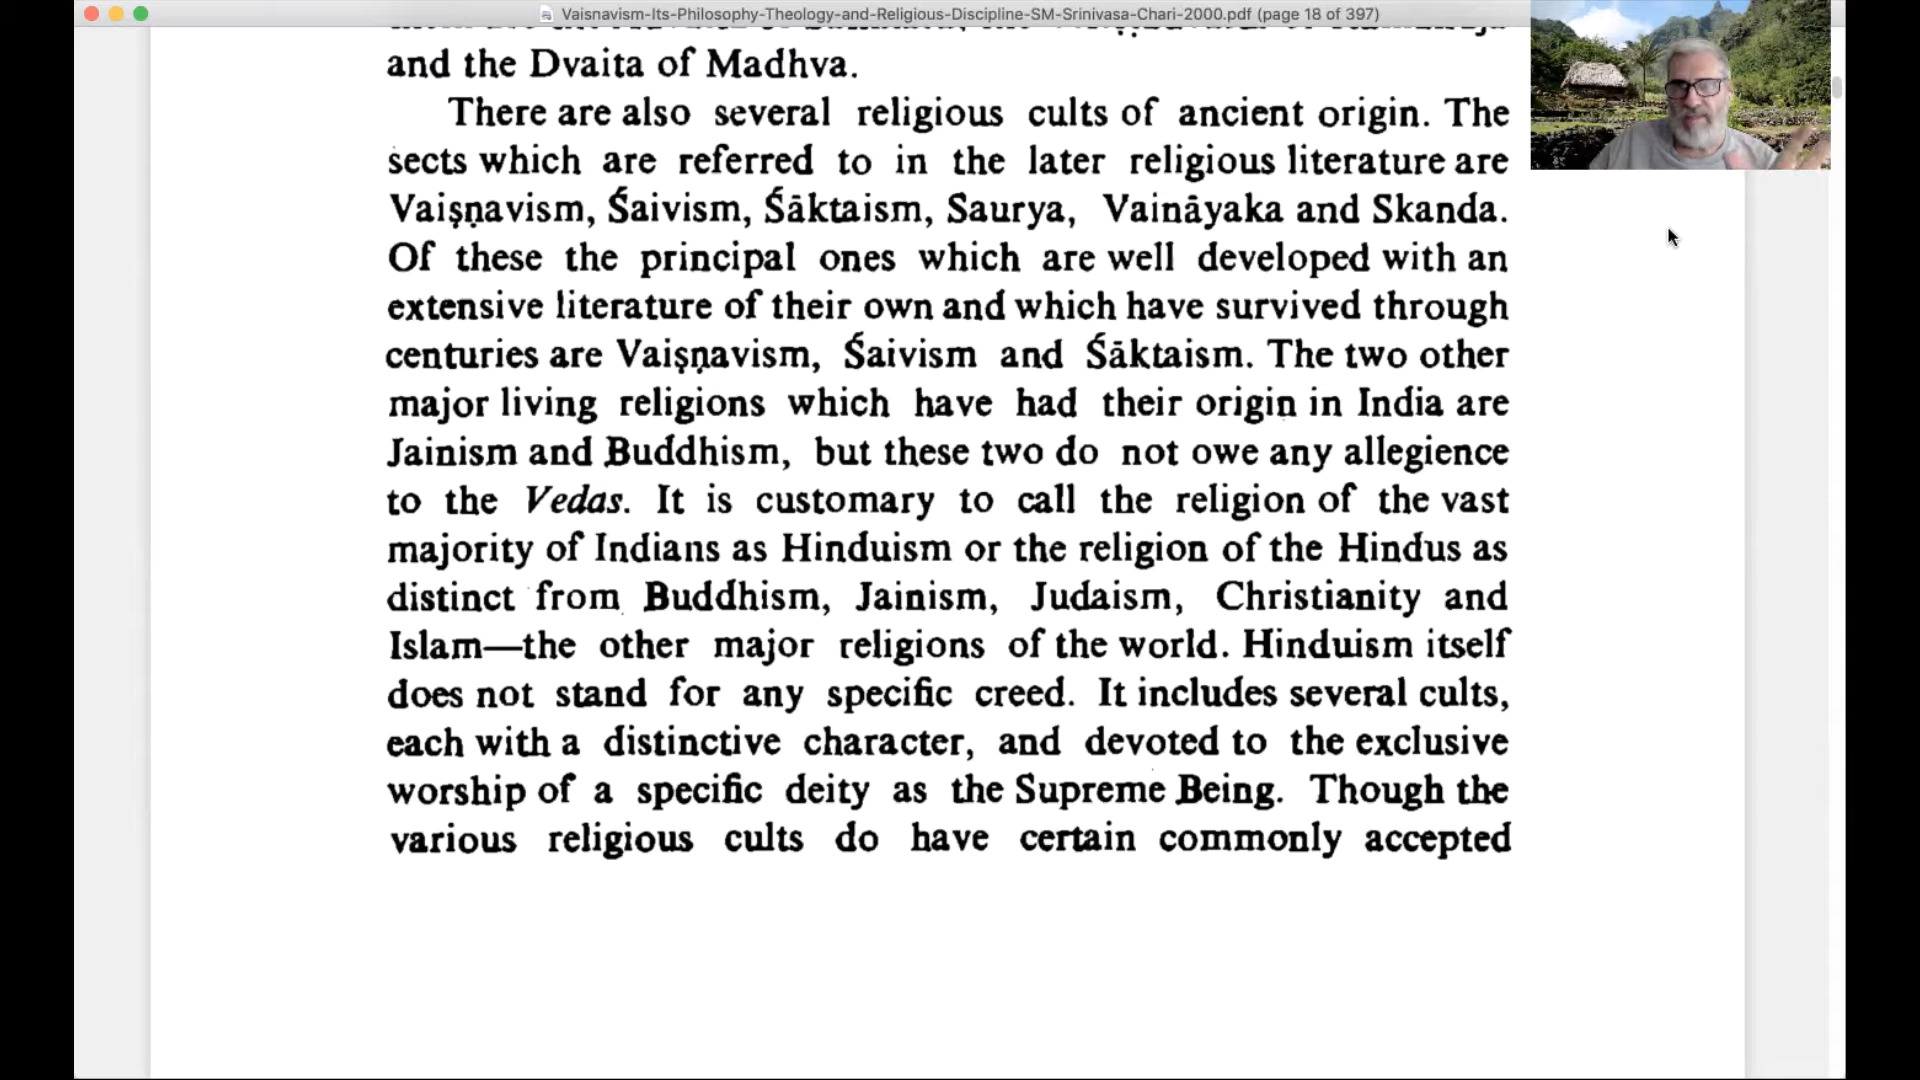 Vaisnavism-Its-Philosophy-Theology-and-Religious-Discipline-SM-Srinivasa-Chari-2000.pdf (page 18 of 397)
and the Dvaita of Madhva.
There are also several religious cults of ancient origin. The
sects which are referred to in the later religious literature are
Vaiṣṇavism, Śaivism, Śāktaism, Saurya, Vaināyaka and Skanda.
Of these the principal ones which are well developed with an
extensive literature of their own and which have survived through
centuries are Vaiṣṇavism, Śaivism and Śāktaism. The two other
major living religions which have had their origin in India are
Jainism and Buddhism, but these two do not owe any allegience
to the Vedas. It is customary to call the religion of the vast
majority of Indians as Hinduism or the religion of the Hindus as
distinct from Buddhism, Jainism, Judaism, Christianity and
Islam—the other major religions of the world. Hinduism itself
does not stand for any specific creed. It includes several cults,
each with a distinctive character, and devoted to the exclusive
worship of a specific deity as the Supreme Being. Though the
various religious cults do have certain commonly accepted